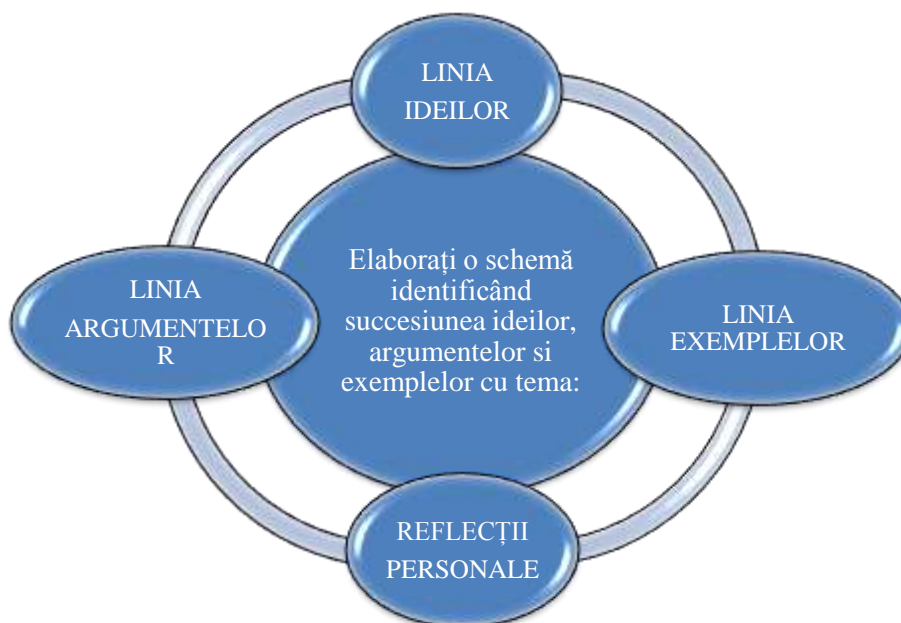 LINIA
IDEILOR
Elaborați o schemă
identificând
succesiunea ideilor,
argumentelor si
exemplelor cu tema:
LINIA
ARGUMENTELO
R
LINIA
EXEMPLELOR
REFLECȚII
PERSONALE